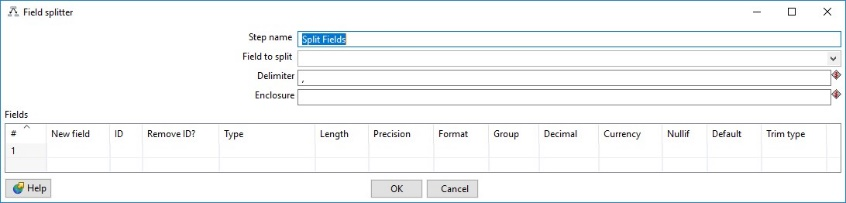 Field splitter
Step name Split Fields
Field to split
Delimiter ,
Enclosure
Fields
# New field ID Remove ID? Type Length Precision Format Group Decimal Currency Nullif Default Trim type
1
Help OK Cancel